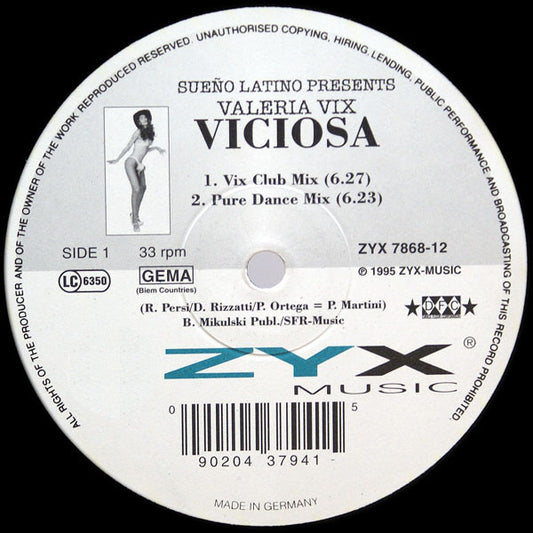 ALL RIGHTS OF THE PRODUCER AND OF THE OWNER OF THE WORK REPRODUCED RESERVED. UNAUTHORISED COPYING, HIRING, LENDING, PUBLIC PERFORMANCE AND BROADCASTING OF THIS RECORD PROHIBITED.
SUEÑO LATINO PRESENTS
VALERIA VIX
VICIOSA
1. Vix Club Mix (6.27)
2. Pure Dance Mix (6.23)
SIDE 1 33 rpm
ZYX 7868-12
LC 6350
GEMA
(Biem Countries)
℗ 1995 ZYX-MUSIC
(R. Persi/D. Rizzatti/P. Ortega = P. Martini)
B. Mikulski Publ./SFR-Music
DFC
ZYX®
MUSIC
0 90204 37941 5
MADE IN GERMANY